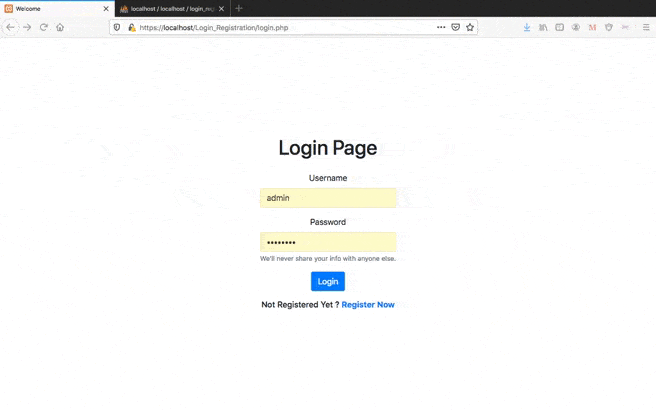 Welcome
localhost / localhost / login_reg
https://localhost/Login_Registration/login.php
Login Page
Username
admin
Password
••••••••
We'll never share your info with anyone else.
Login
Not Registered Yet ? Register Now